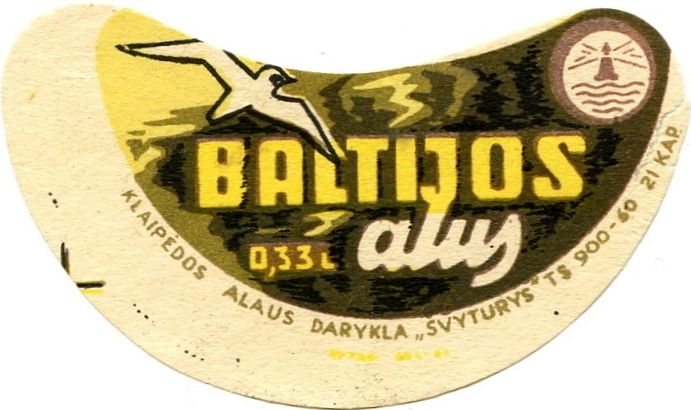 BALTIJOS
alus
0,33 L
KLAIPĖDOS ALAUS DARYKLA „ŠVYTURYS" TS 900-60 21 KAP.